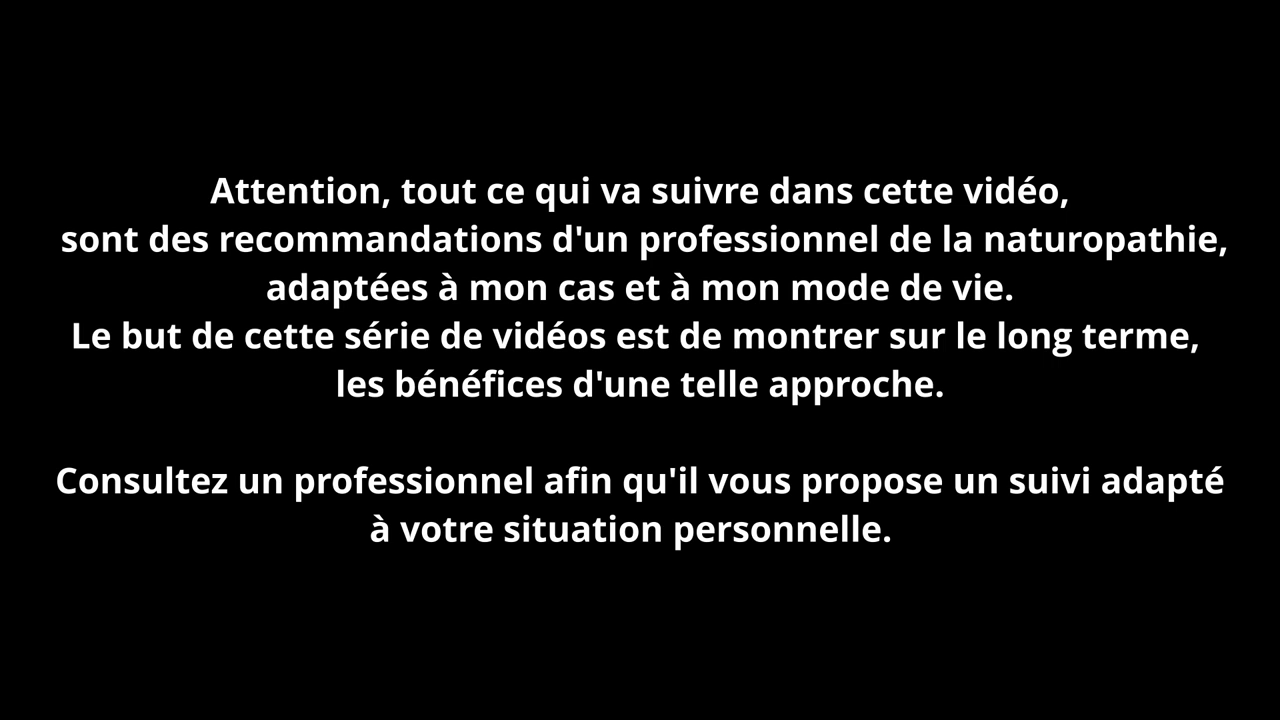 Attention, tout ce qui va suivre dans cette vidéo,
sont des recommandations d'un professionnel de la naturopathie,
adaptées à mon cas et à mon mode de vie.
Le but de cette série de vidéos est de montrer sur le long terme,
les bénéfices d'une telle approche.
Consultez un professionnel afin qu'il vous propose un suivi adapté
à votre situation personnelle.